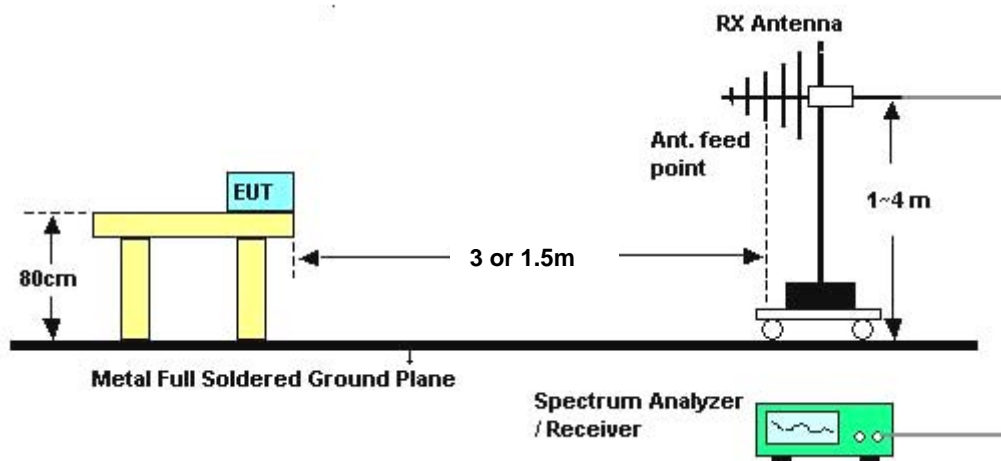 RX Antenna
Ant. feed
point
EUT
1~4 m
3 or 1.5m
80cm
Metal Full Soldered Ground Plane
Spectrum Analyzer
/ Receiver